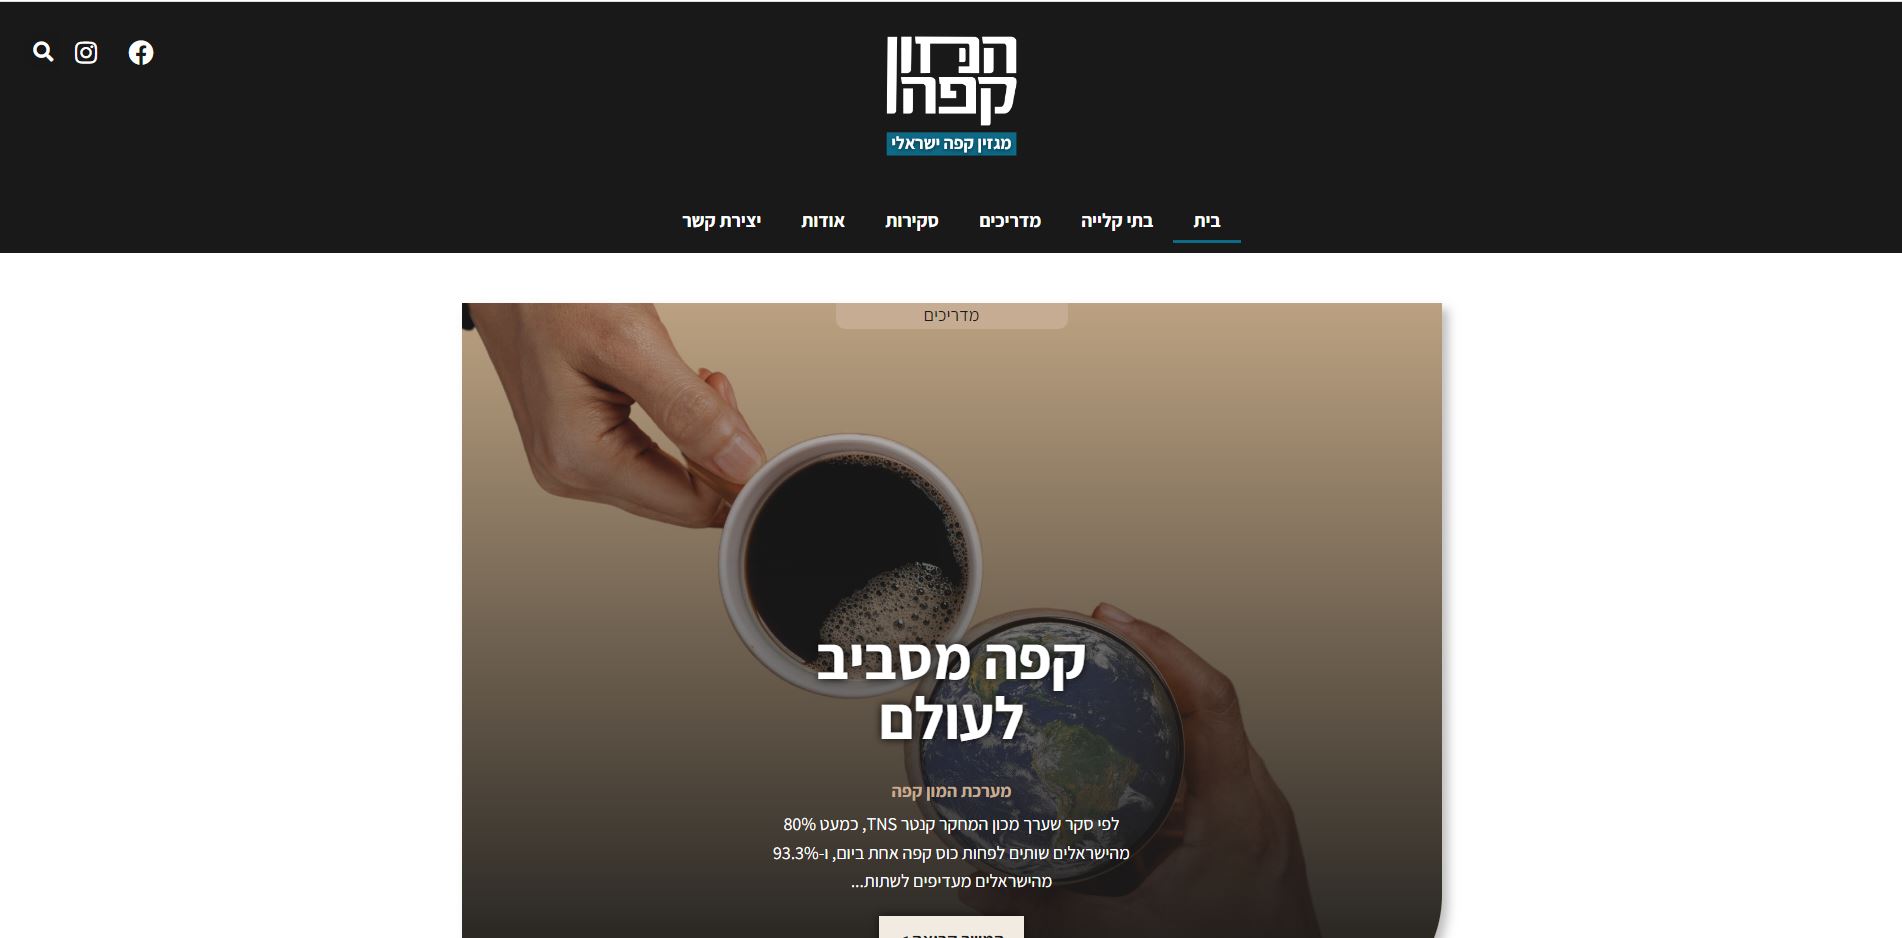 המון
קפה
מגזין קפה ישראלי
בית
בתי קלייה
מדריכים
סקירות
אודות
יצירת קשר
מדריכים
קפה מסביב
לעולם
מערכת המון קפה
לפי סקר שערך מכון המחקר קנטר TNS, כמעט 80%
מהישראלים שותים לפחות כוס קפה אחת ביום, ו-93.3%
מהישראלים מעדיפים לשתות...